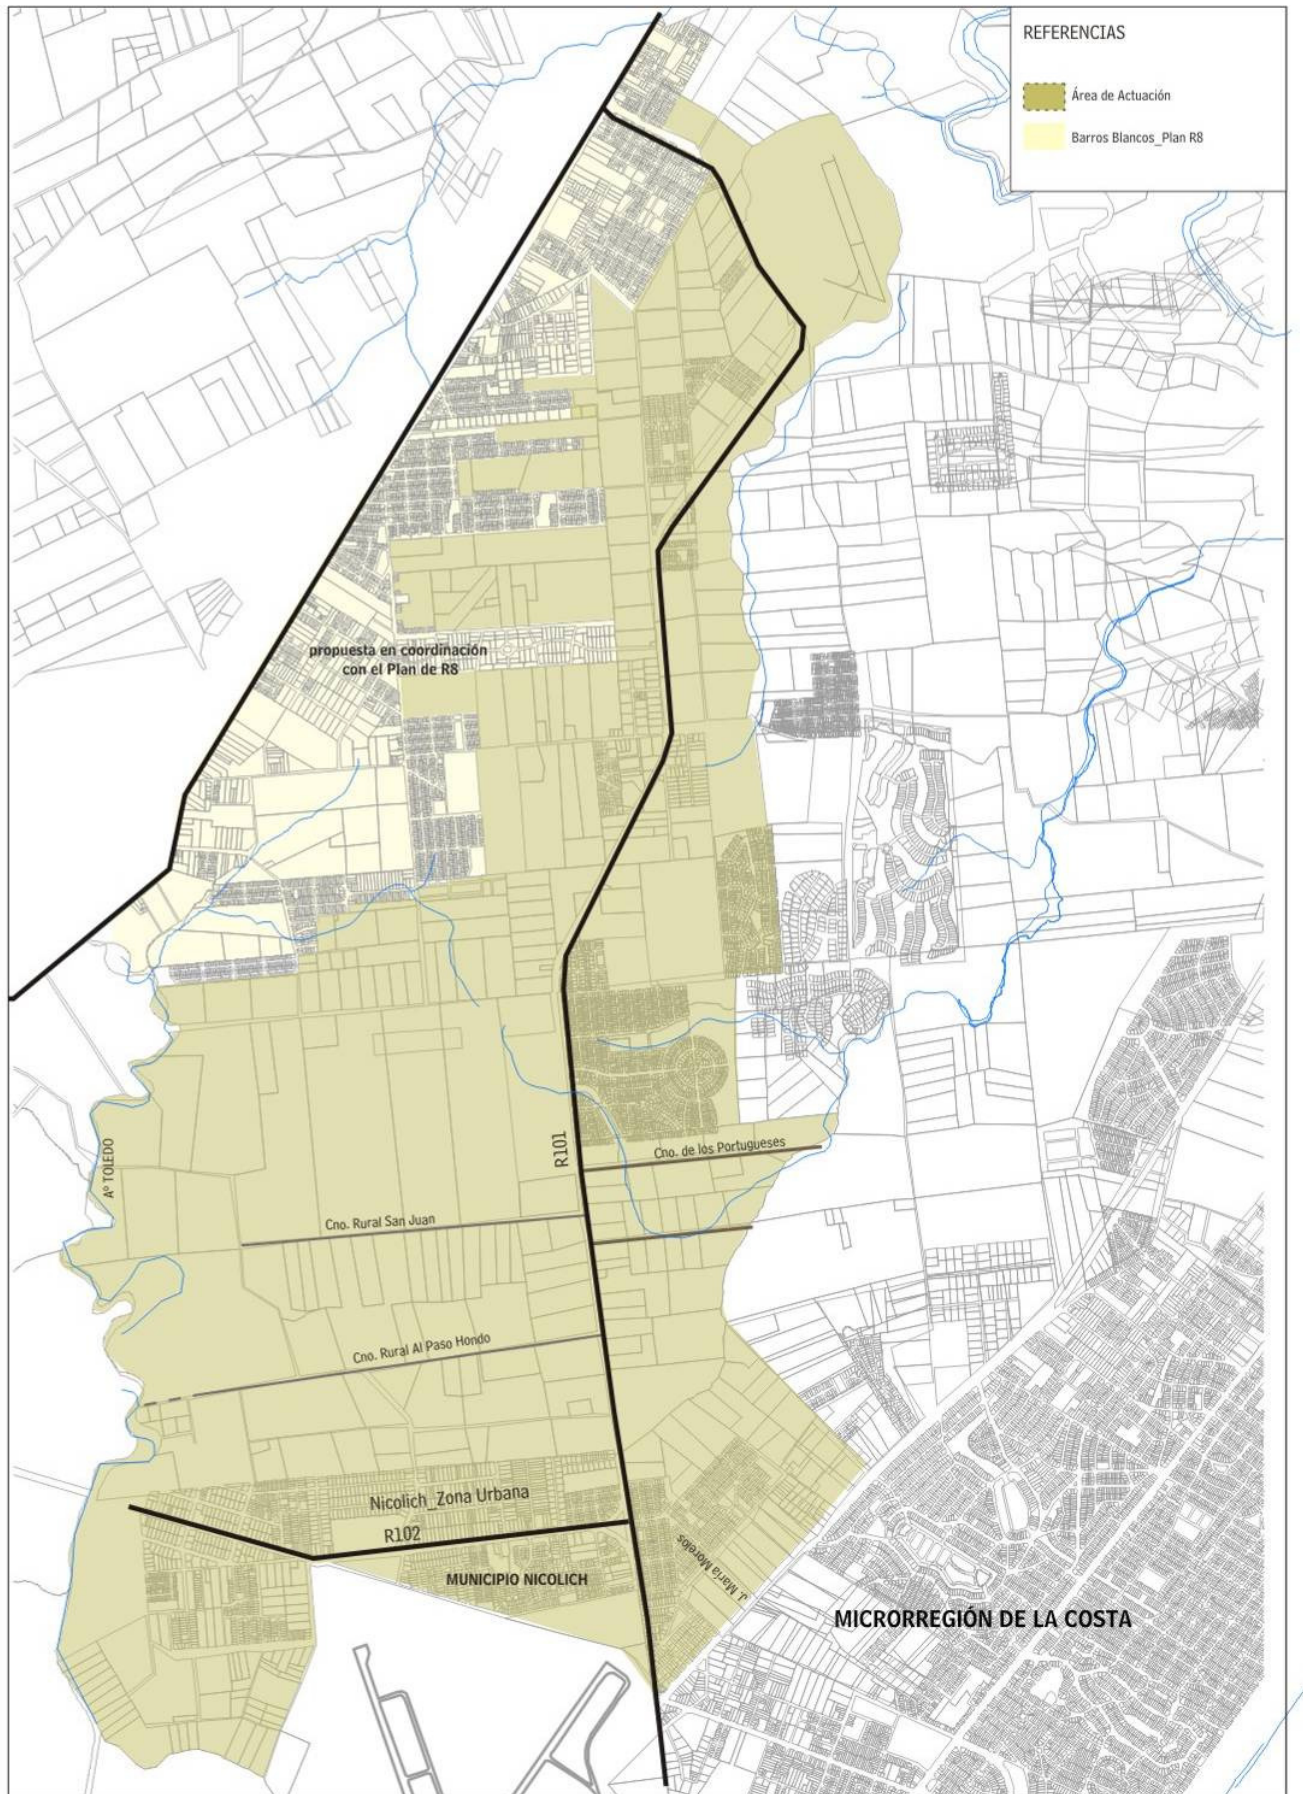 REFERENCIAS
Área de Actuación
Barros Blancos_Plan R8
propuesta en coordinación
con el Plan de R8
Aº TOLEDO
R101
Cno. de los Portugueses
Cno. Rural San Juan
Cno. Rural Al Paso Hondo
Nicolich_Zona Urbana
R102
MUNICIPIO NICOLICH
J. María Morelos
MICRORREGIÓN DE LA COSTA